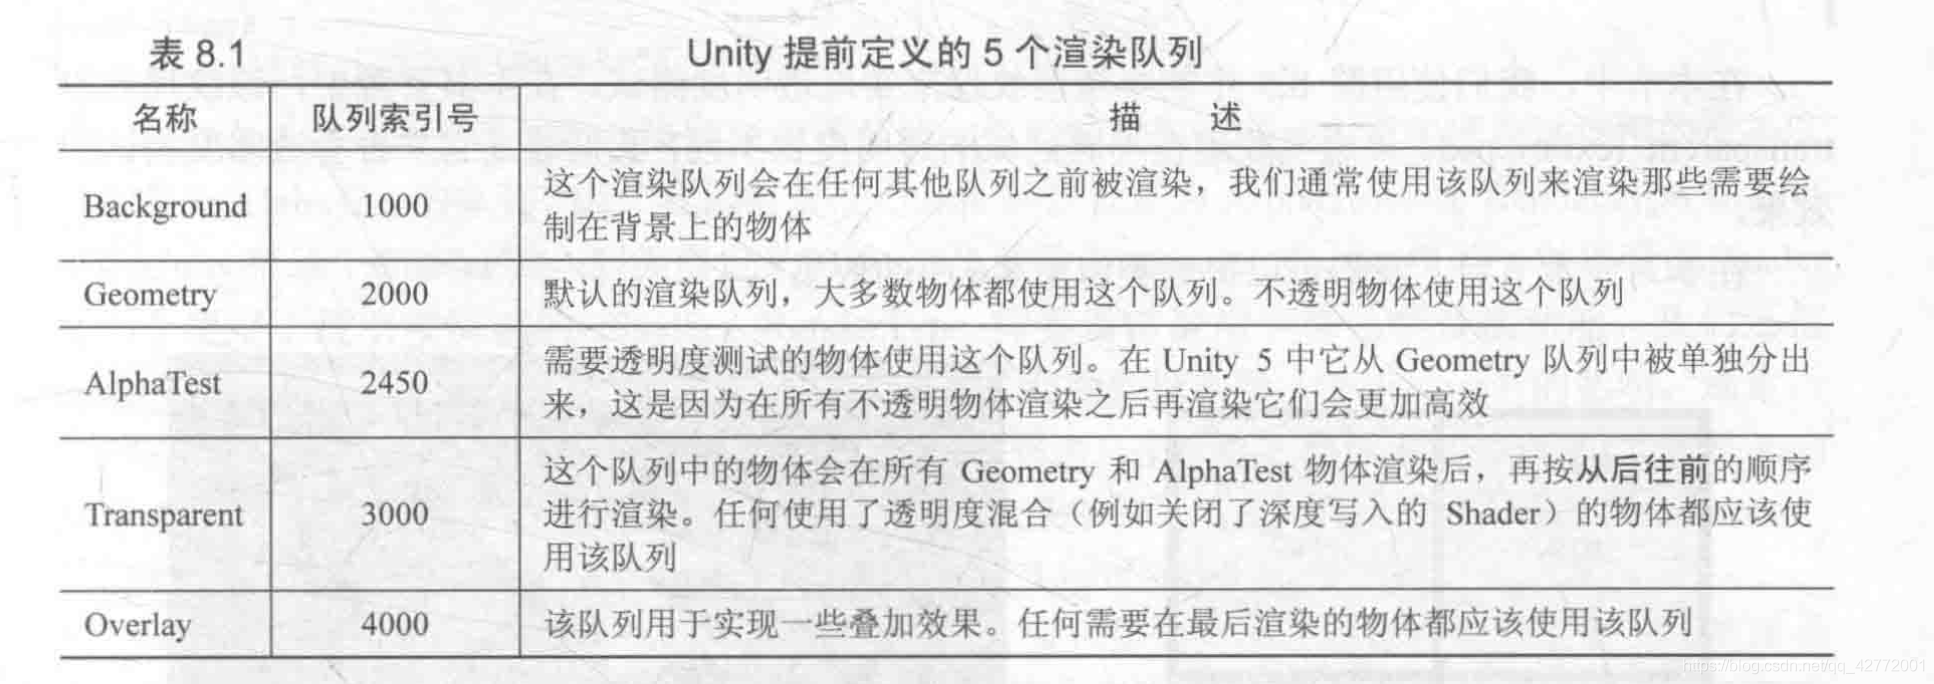 表 8.1
Unity 提前定义的 5 个渲染队列
名称
队列索引号
描 述
Background
1000
这个渲染队列会在任何其他队列之前被渲染，我们通常使用该队列来渲染那些需要绘
制在背景上的物体
Geometry
2000
默认的渲染队列，大多数物体都使用这个队列。不透明物体使用这个队列
AlphaTest
2450
需要透明度测试的物体使用这个队列。在 Unity 5 中它从 Geometry 队列中被单独分出
来，这是因为在所有不透明物体渲染之后再渲染它们会更加高效
Transparent
3000
这个队列中的物体会在所有 Geometry 和 AlphaTest 物体渲染后，再按从后往前的顺序
进行渲染。任何使用了透明度混合（例如关闭了深度写入的 Shader）的物体都应该使
用该队列
Overlay
4000
该队列用于实现一些叠加效果。任何需要在最后渲染的物体都应该使用该队列
https://blog.csdn.net/qq_42772001